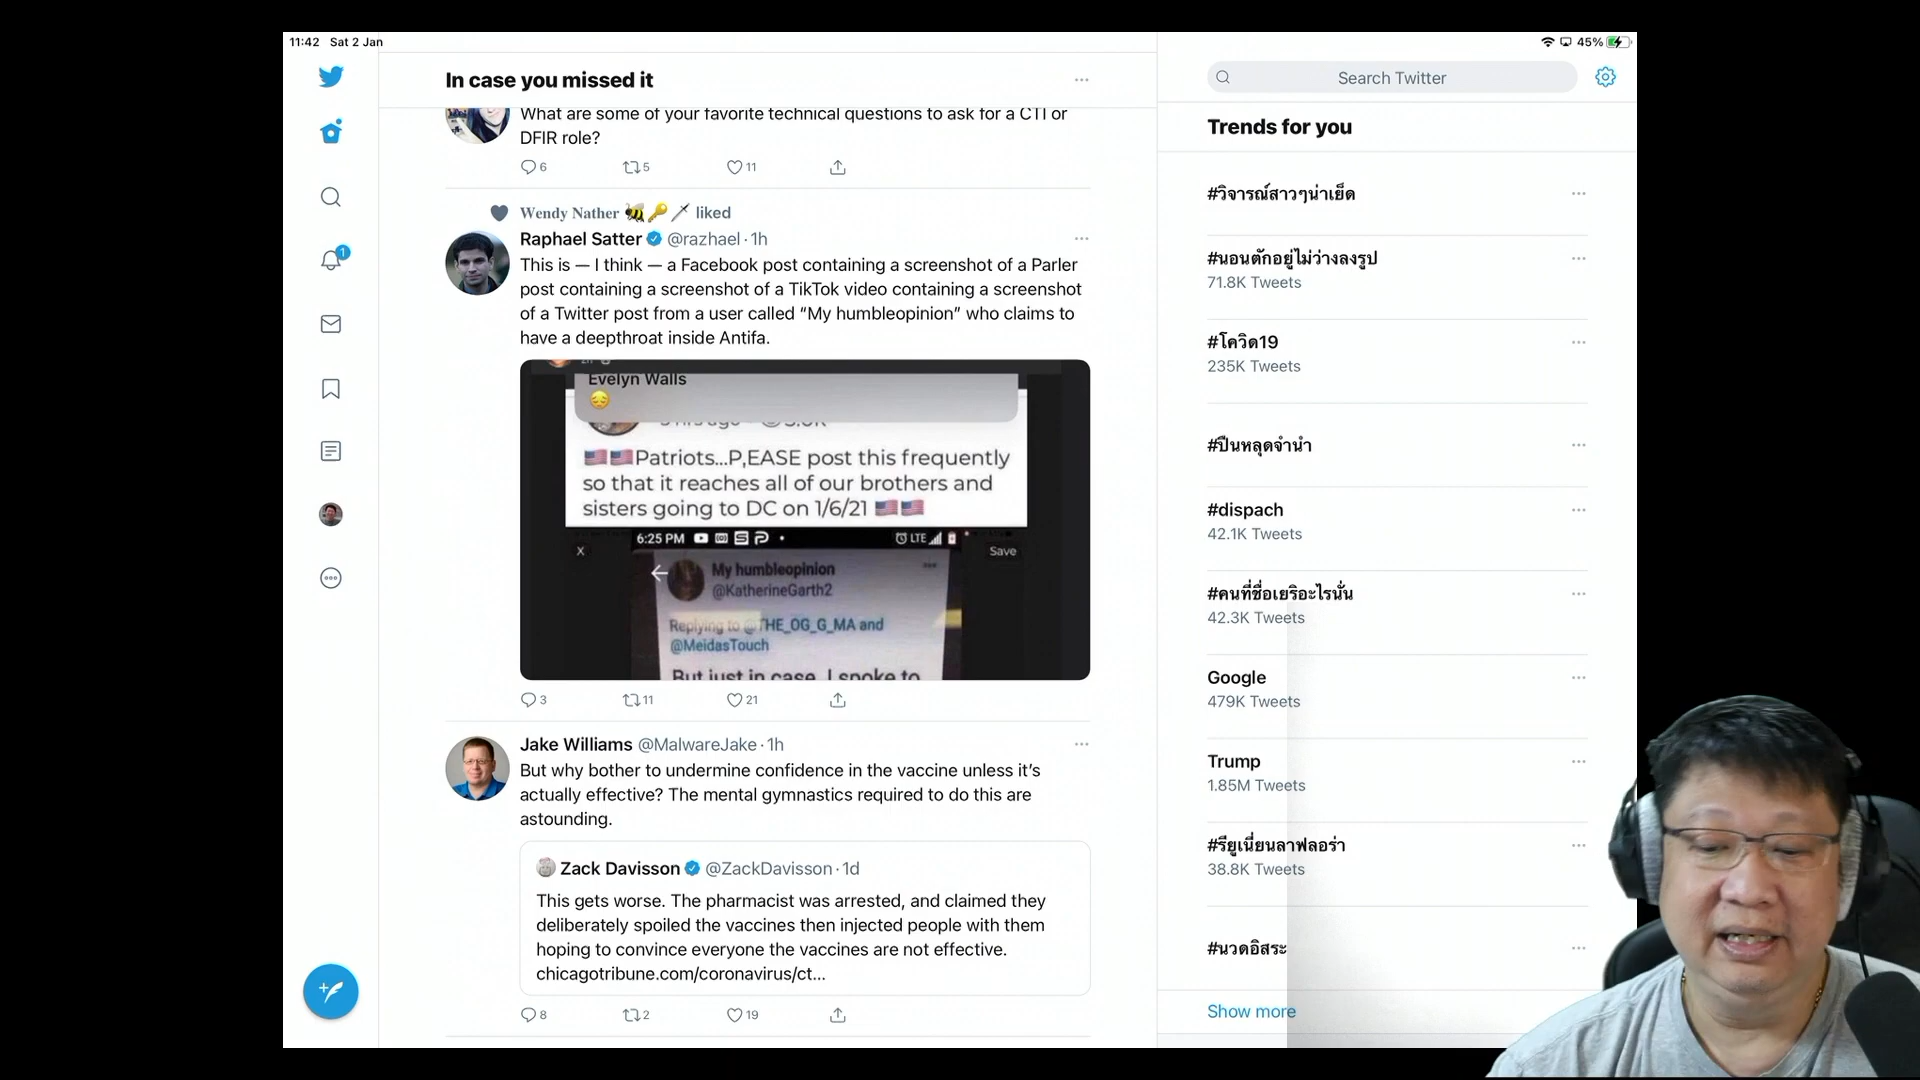 11:42 Sat 2 Jan
45%
In case you missed it
What are some of your favorite technical questions to ask for a CTI or
DFIR role?
6 5 11
Wendy Nather 🐝🔑🗡 liked
Raphael Satter @razhael · 1h
This is — I think — a Facebook post containing a screenshot of a Parler
post containing a screenshot of a TikTok video containing a screenshot
of a Twitter post from a user called “My humbleopinion” who claims to
have a deepthroat inside Antifa.
Evelyn Walls
😔
🇺🇸🇺🇸Patriots...P,EASE post this frequently
so that it reaches all of our brothers and
sisters going to DC on 1/6/21 🇺🇸🇺🇸
6:25 PM LTE
X Save
My humbleopinion
@KatherineGarth2
Replying to @THE_OG_G_MA and
@MeidasTouch
But just in case, I spoke to
3 11 21
Jake Williams @MalwareJake · 1h
But why bother to undermine confidence in the vaccine unless it’s
actually effective? The mental gymnastics required to do this are
astounding.
Zack Davisson @ZackDavisson · 1d
This gets worse. The pharmacist was arrested, and claimed they
deliberately spoiled the vaccines then injected people with them
hoping to convince everyone the vaccines are not effective.
chicagotribune.com/coronavirus/ct...
8 2 19
Search Twitter
Trends for you
#วิจารณ์สาวๆน่าเย็ด
#นอนตักอยู่ไม่ว่างลงรูป
71.8K Tweets
#โควิด19
235K Tweets
#ปืนหลุดจำนำ
#dispach
42.1K Tweets
#คนที่ชื่อเยริอะไรนั่น
42.3K Tweets
Google
479K Tweets
Trump
1.85M Tweets
#รียูเนี่ยนลาฟลอร่า
38.8K Tweets
#นวดอิสระ
Show more